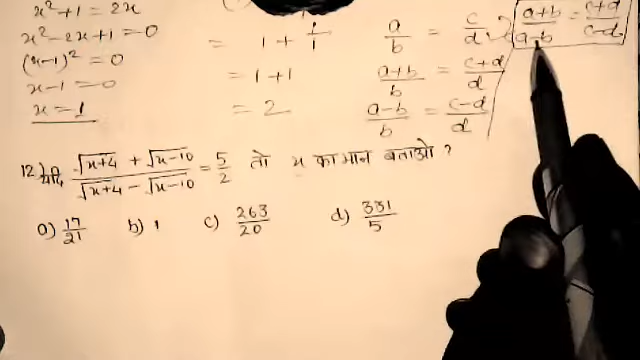 x²+1 = 2x
x²-2x+1=0
(x-1)² = 0
x-1 = 0
x = 1
= 1 + 1/1
= 1+1
= 2
a/b = c/d
(a+b)/b = (c+d)/d
(a-b)/b = (c-d)/d
(a+b)/(a-b) = (c+d)/(c-d)
12) यदि (√x+4 + √x-10)/(√x+4 - √x-10) = 5/2 तो x का मान बताओ ?
a) 17/21 b) 1 c) 263/20 d) 331/5